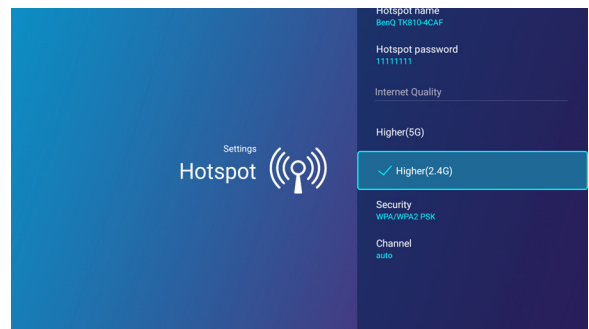 Hotspot name
BenQ TK810-4CAF
Hotspot password
11111111
Internet Quality
Higher(5G)
Settings
Hotspot
Higher(2.4G)
Security
WPA/WPA2 PSK
Channel
auto